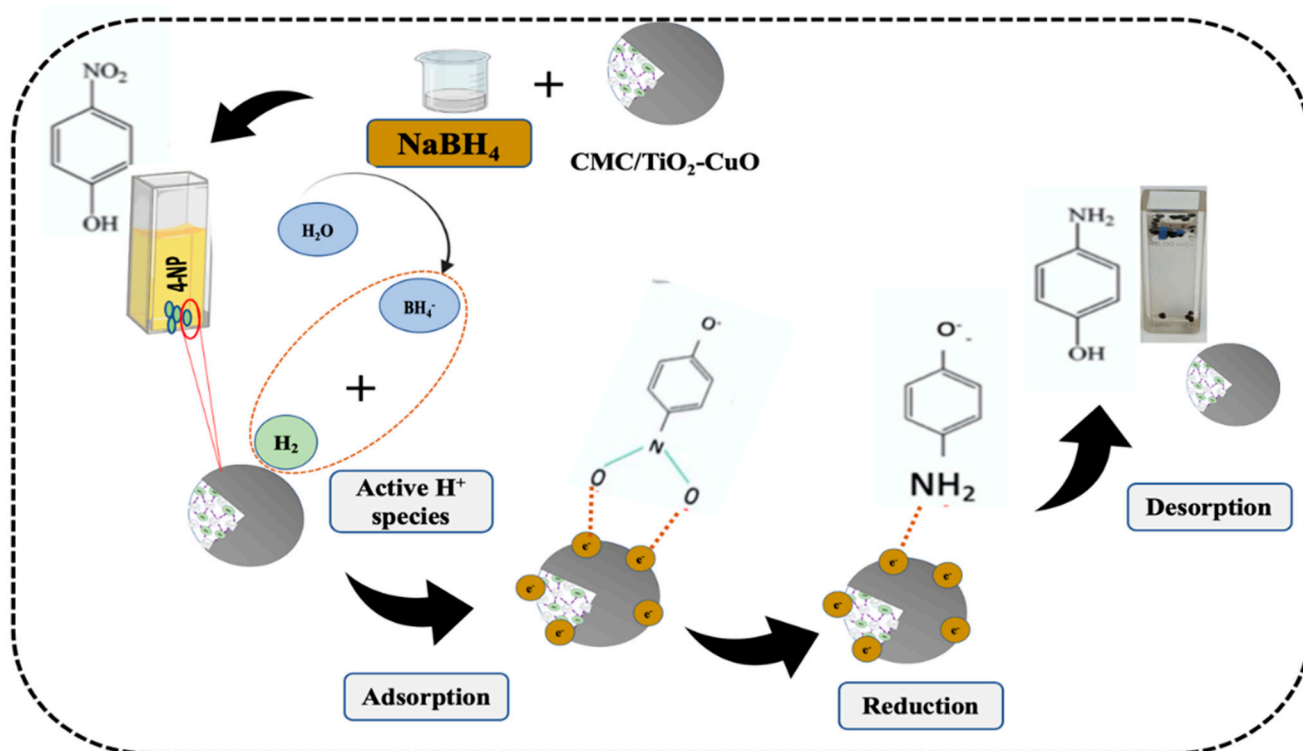 NO₂
OH
4-NP
NaBH₄
+
CMC/TiO₂-CuO
H₂O
BH₄⁻
+
H₂
Active H⁺
species
Adsorption
O⁻
N
O
O
e⁻
e⁻
e⁻
e⁻
e⁻
Reduction
O⁻
NH₂
e⁻
e⁻
e⁻
e⁻
e⁻
NH₂
OH
Desorption